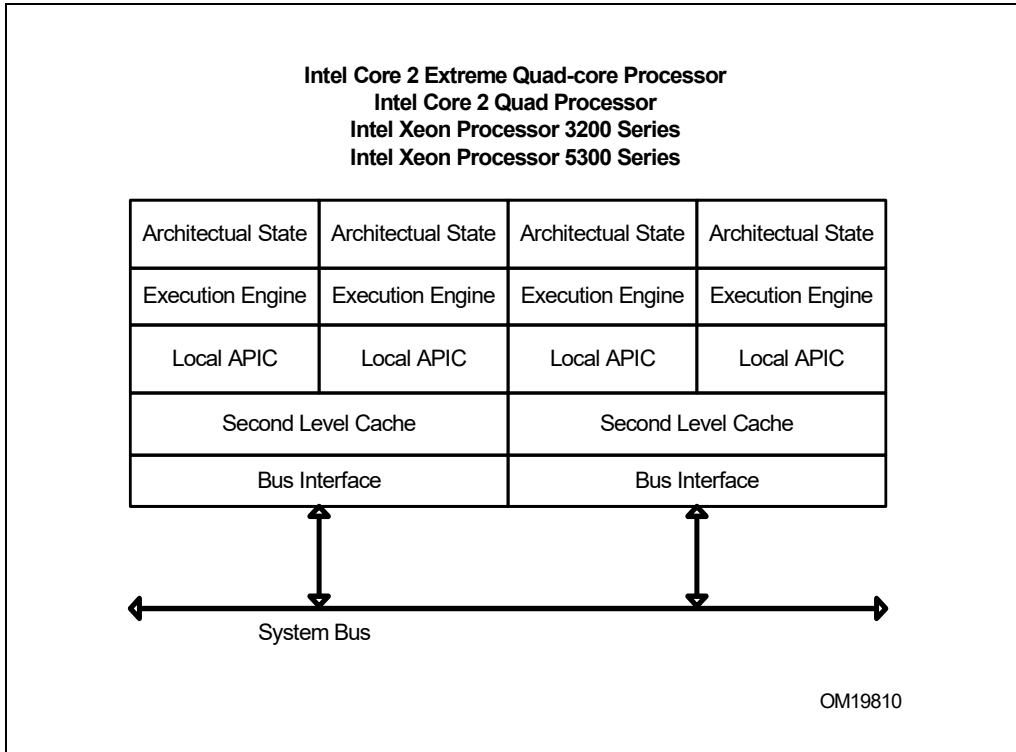 Intel Core 2 Extreme Quad-core Processor
Intel Core 2 Quad Processor
Intel Xeon Processor 3200 Series
Intel Xeon Processor 5300 Series
Architectual State Architectual State Architectual State Architectual State
Execution Engine Execution Engine Execution Engine Execution Engine
Local APIC Local APIC Local APIC Local APIC
Second Level Cache Second Level Cache
Bus Interface Bus Interface
System Bus
OM19810